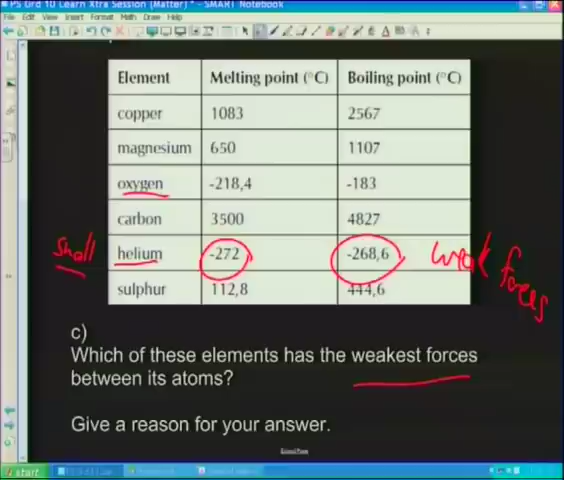 PS Grd 10 Learn Xtra Session (Matter) * - SMART Notebook
File Edit View Insert Format Math Draw Help
Element Melting point (°C) Boiling point (°C)
copper 1083 2567
magnesium 650 1107
oxygen -218,4 -183
carbon 3500 4827
small helium -272 -268,6 weak forces
sulphur 112,8 444,6
c)
Which of these elements has the weakest forces
between its atoms?
Give a reason for your answer.
start